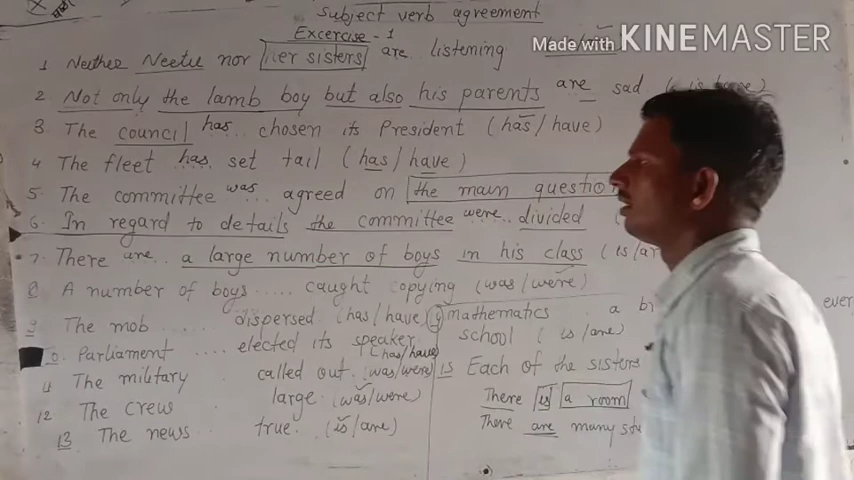 Subject verb agreement
Excercise - 1
Made with KINEMASTER
1 Neither Neetu nor her sisters are listening
2. Not only the lamb boy but also his parents are sad (is/have)
3. The council has.. chosen its President (has/have)
4 The fleet has.. set tail (has/have)
5. The committee was.. agreed on the main question
6. In regard to details the committee were.. divided (
7. There are.. a large number of boys in his class (is/ar
8. A number of boys ..... caught copying (was/were)
9. The mob ...... dispersed (has/have)
10. Parliament .... elected its speaker (has/have)
11 The military called out. (was/were)
12 The crew large. (was/were)
13 The news true. (is/are)
mathematics . a b
school (is/are)
is Each of the sisters
There is a room
There are many stu
ever